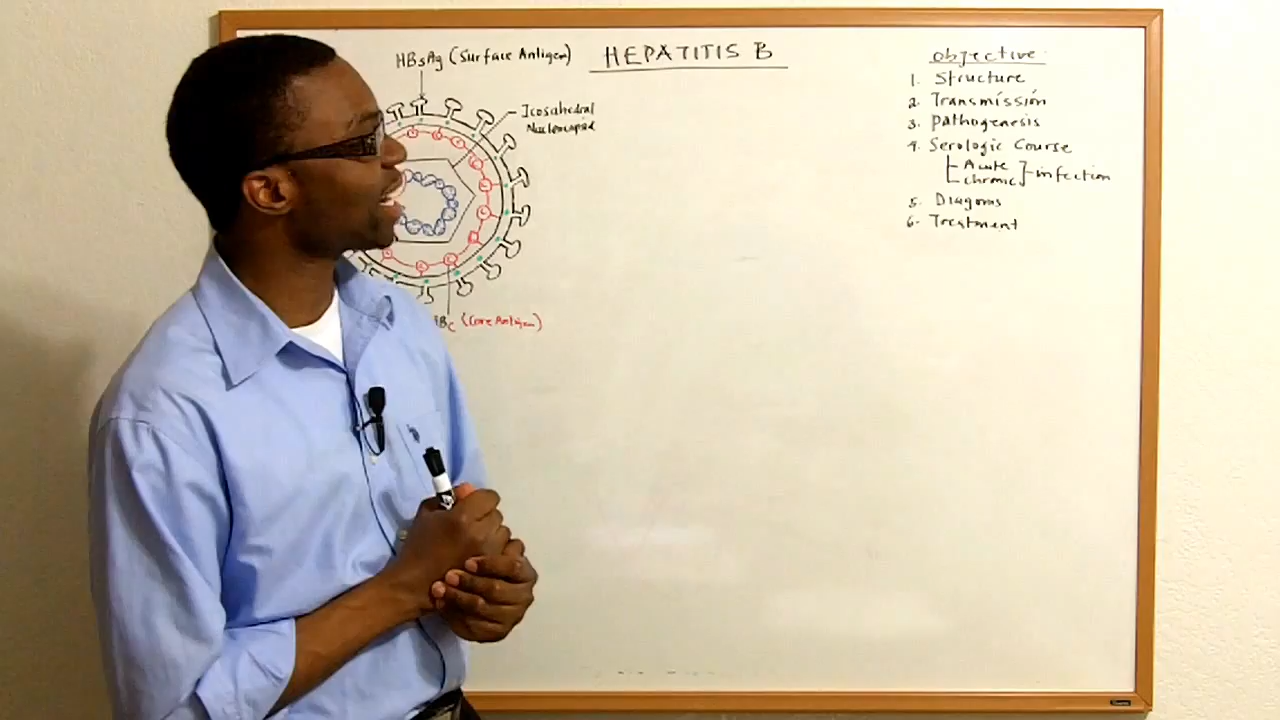 HBsAg (Surface Antigen)
HEPATITIS B
Icosahedral
Nucleocapsid
HBc (Core Antigen)
Objective
1. Structure
2. Transmission
3. Pathogenesis
4. Serologic Course
Acute
chronic
infection
5. Diagonis
6. Treatment